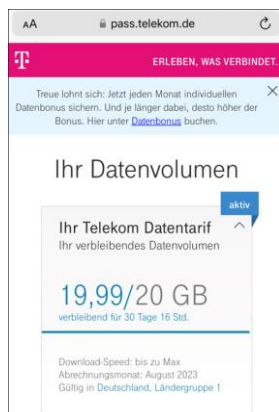 AA pass.telekom.de
T ERLEBEN, WAS VERBINDET.
Treue lohnt sich: Jetzt jeden Monat individuellen
Datenbonus sichern. Und je länger dabei, desto höher der
Bonus. Hier unter Datenbonus buchen.
Ihr Datenvolumen
aktiv
Ihr Telekom Datentarif
Ihr verbleibendes Datenvolumen
19,99/20 GB
verbleibend für 30 Tage 16 Std.
Download-Speed: bis zu Max
Abrechnungsmonat: August 2023
Gültig in Deutschland, Ländergruppe 1